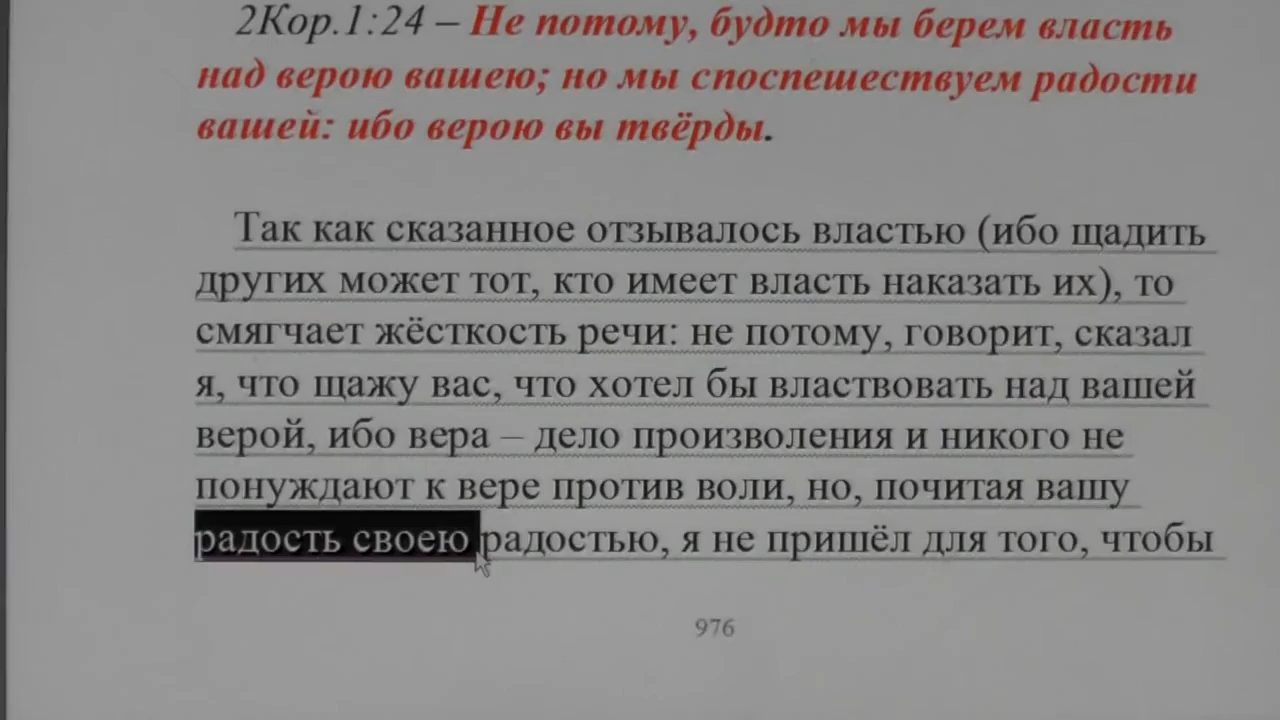 2Кор.1:24 – Не потому, будто мы берем власть
над верою вашею; но мы споспешествуем радости
вашей: ибо верою вы твёрды.
Так как сказанное отзывалось властью (ибо щадить
других может тот, кто имеет власть наказать их), то
смягчает жёсткость речи: не потому, говорит, сказал
я, что щажу вас, что хотел бы властвовать над вашей
верой, ибо вера – дело произволения и никого не
понуждают к вере против воли, но, почитая вашу
радость своею радостью, я не пришёл для того, чтобы
976